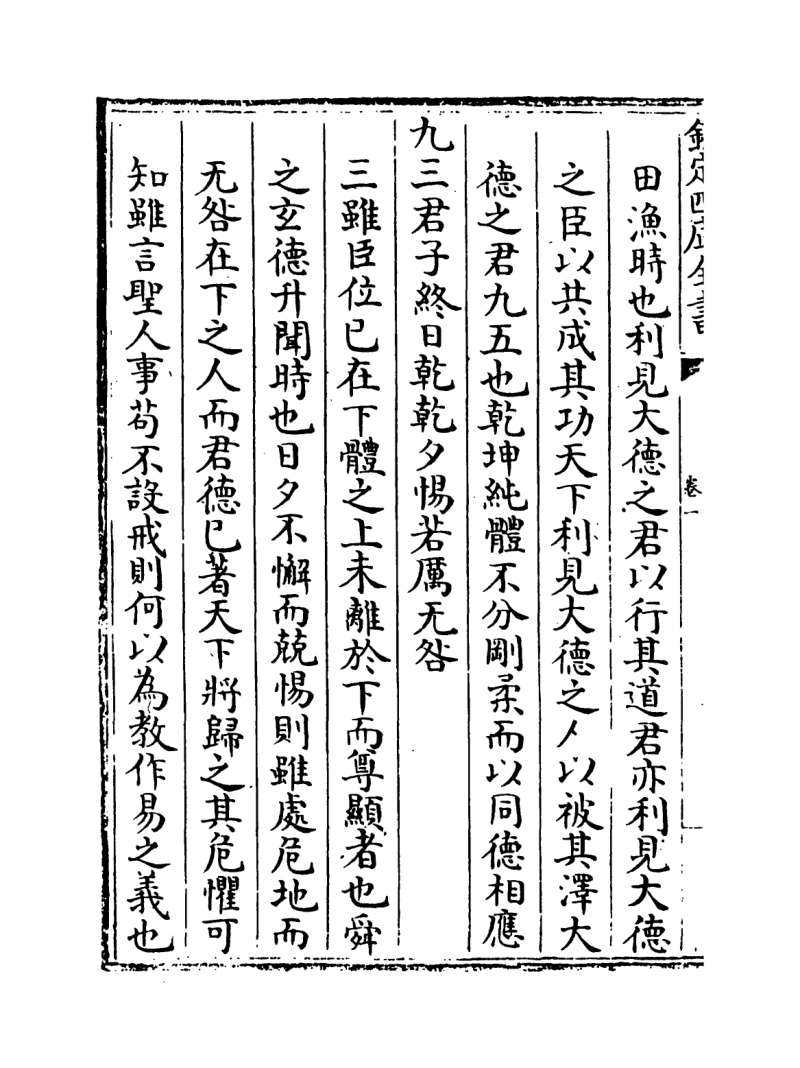 欽定四庫全書
卷一
田漁時也利見大德之君以行其道君亦利見大德
之臣以共成其功天下利見大德之人以被其澤大
德之君九五也乾坤純體不分剛柔而以同德相應
九三君子終日乾乾夕惕若厲无咎
三雖臣位已在下體之上未離於下而尊顯者也舜
之玄德升聞時也日夕不懈而兢惕則雖處危地而
无咎在下之人而君德已著天下將歸之其危懼可
知雖言聖人事苟不設戒則何以為教作易之義也